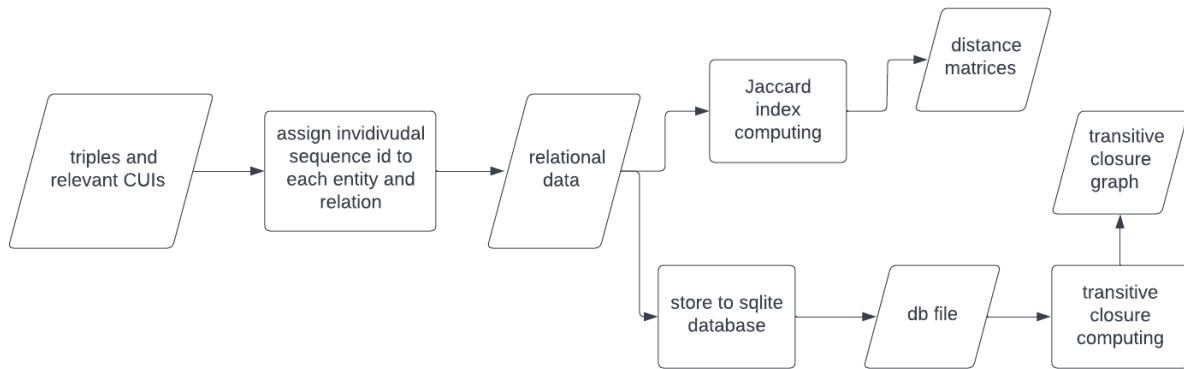 triples and
relevant CUIs
assign invidivudal
sequence id to
each entity and
relation
relational
data
Jaccard
index
computing
distance
matrices
store to sqlite
database
db file
transitive
closure
computing
transitive
closure
graph